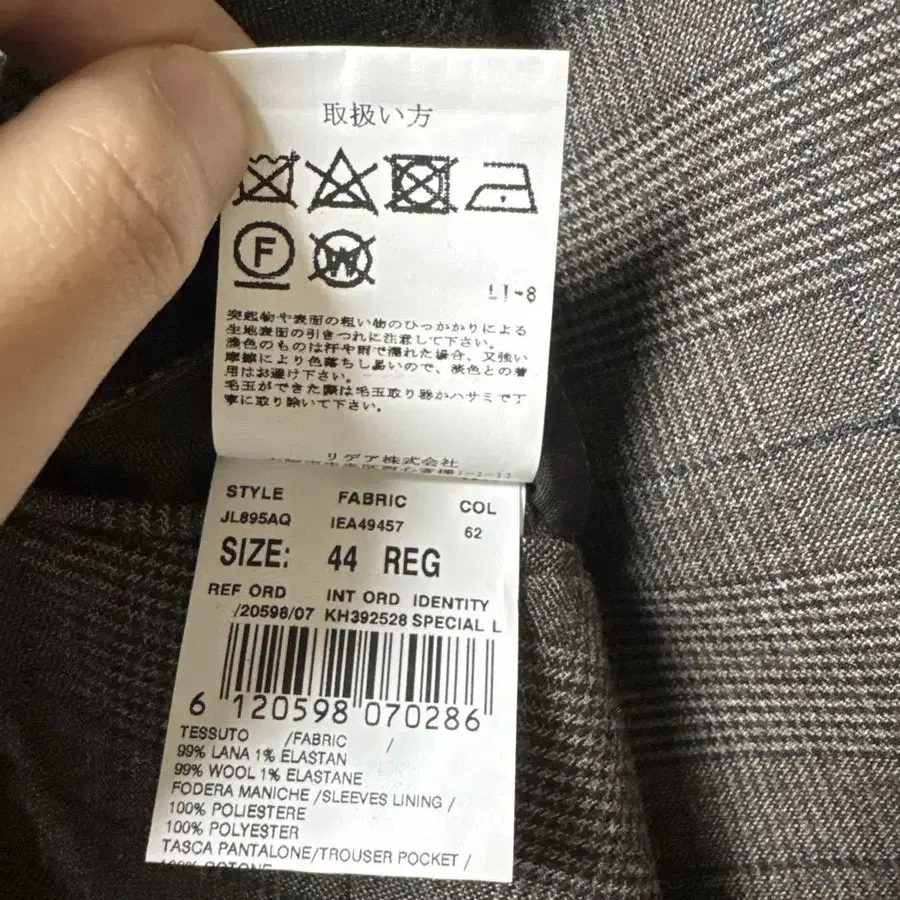 取扱い方
F W
LI-8
突起物や表面の粗い物のひっかかりによる
生地表面の引きつれに注意して下さい。
淡色のものは汗や雨で濡れた場合、又強い
摩擦により色落ちし易いので、淡色との着
用はお避け下さい。
毛玉ができた際は毛玉取り器かハサミで丁
寧に取り除いて下さい。
リデア株式会社
STYLE FABRIC COL
JL895AQ IEA49457 62
SIZE: 44 REG
REF ORD INT ORD IDENTITY
/20598/07 KH392528 SPECIAL L
6 120598 070286
TESSUTO /FABRIC /
99% LANA 1% ELASTAN
99% WOOL 1% ELASTANE
FODERA MANICHE /SLEEVES LINING /
100% POLIESTERE
100% POLYESTER
TASCA PANTALONE/TROUSER POCKET /
100% COTONE